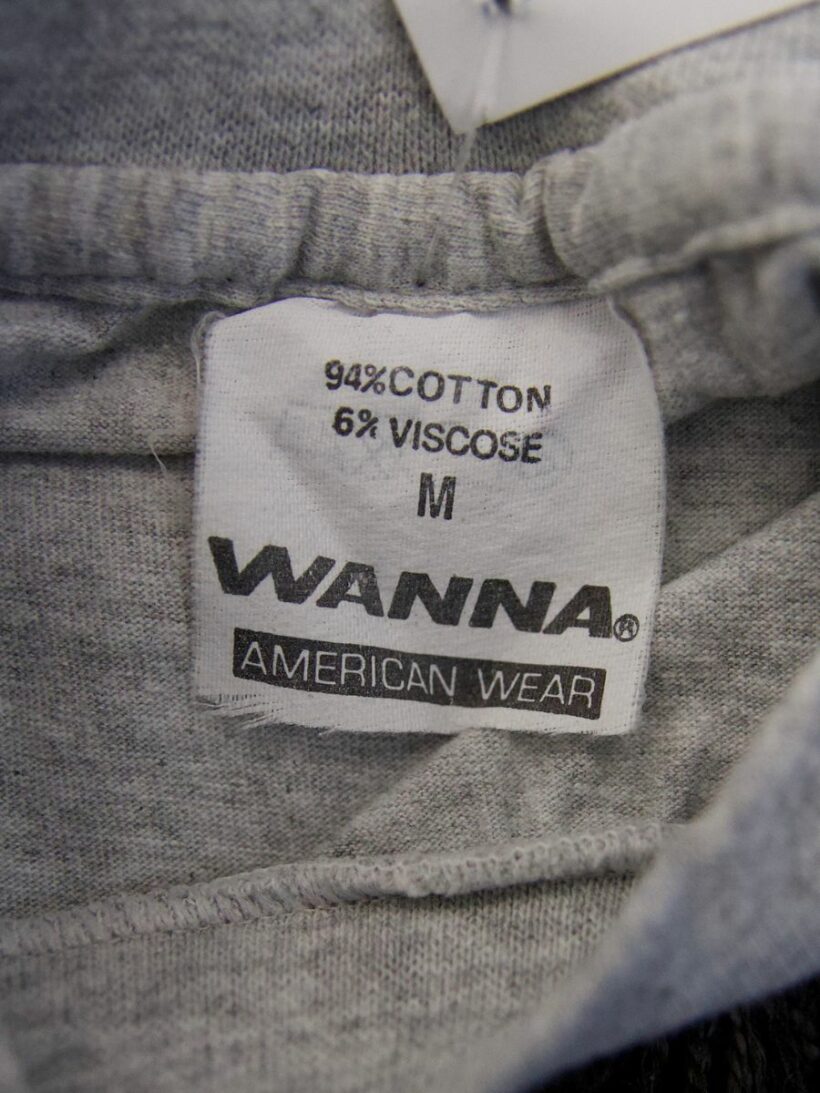 94% COTTON
6% VISCOSE
M
WANNA®
AMERICAN WEAR